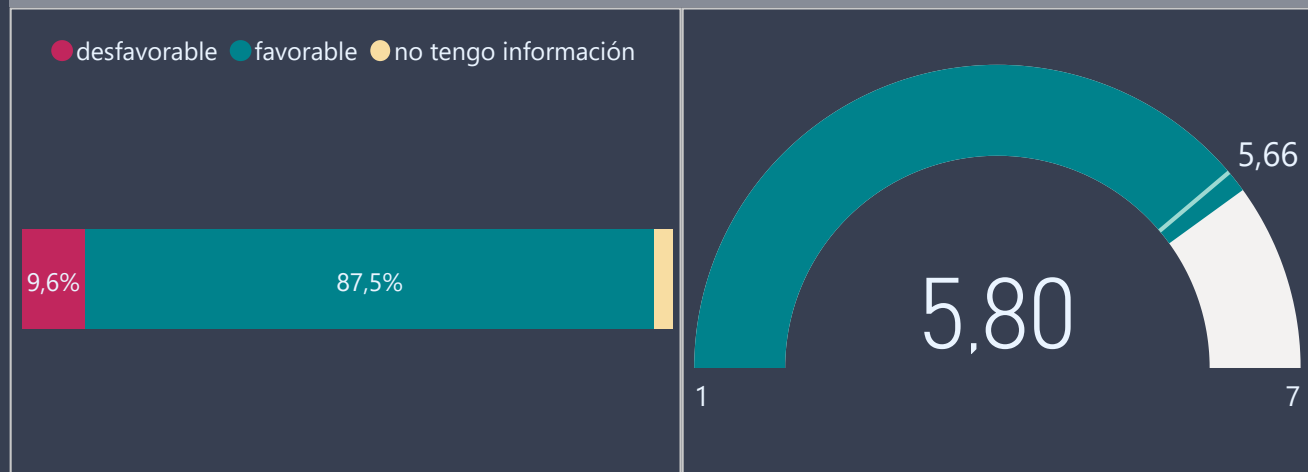 desfavorable favorable no tengo información
9,6% 87,5%
5,66
5,80
1 7